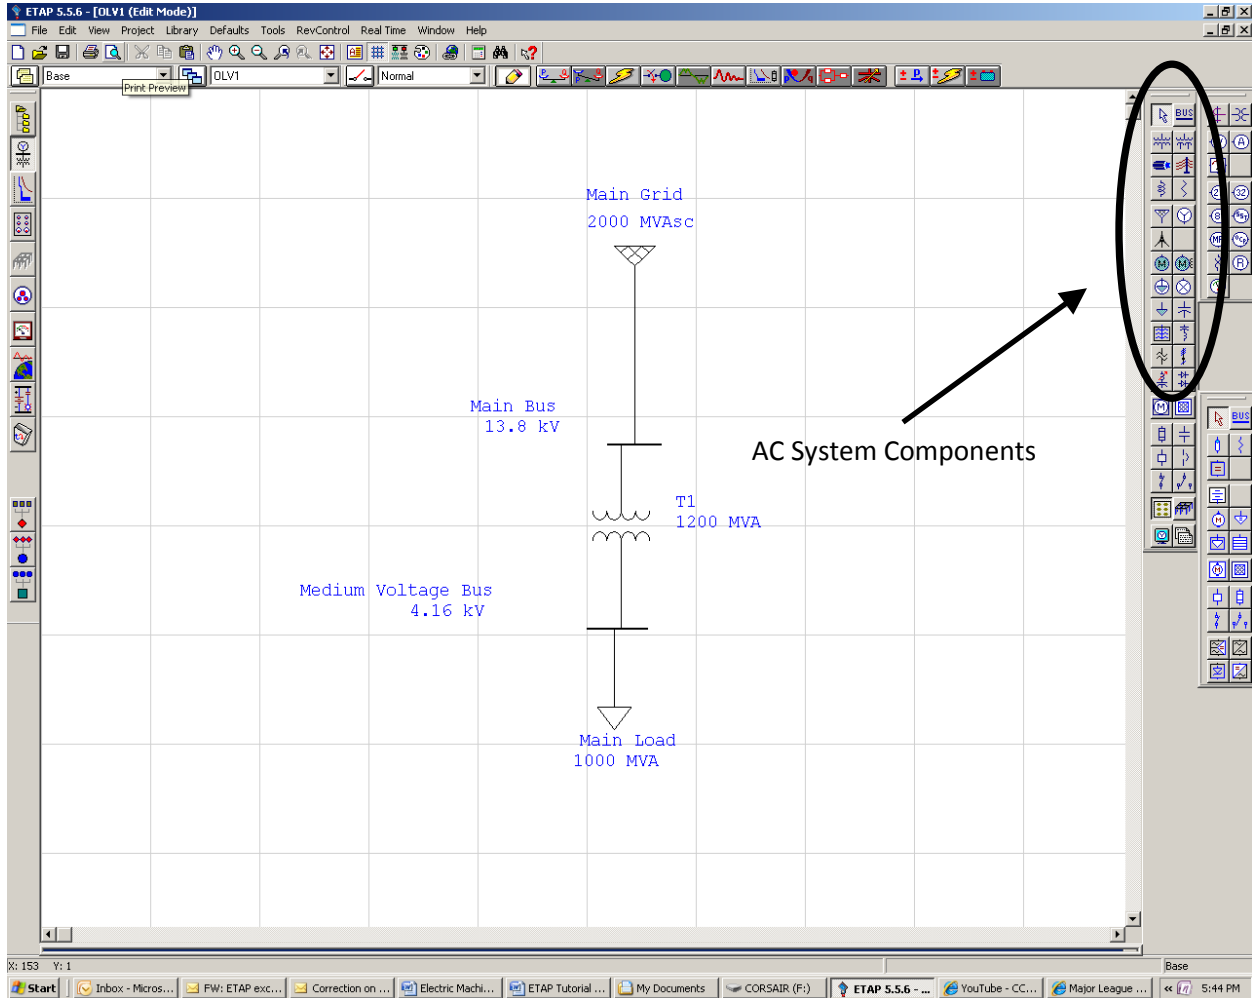 ETAP 5.5.6 - [OLV1 (Edit Mode)]
File Edit View Project Library Defaults Tools RevControl Real Time Window Help
Base OLV1 Normal
Print Preview
BUS
Main Grid
2000 MVAsc
Main Bus
13.8 kV
AC System Components
T1
1200 MVA
Medium Voltage Bus
4.16 kV
Main Load
1000 MVA
BUS
X: 153 Y: 1 Base
Start Inbox - Micros... FW: ETAP exc... Correction on ... Electric Machi... ETAP Tutorial ... My Documents CORSAIR (F:) ETAP 5.5.6 - ... YouTube - CC... Major League ... « 5:44 PM